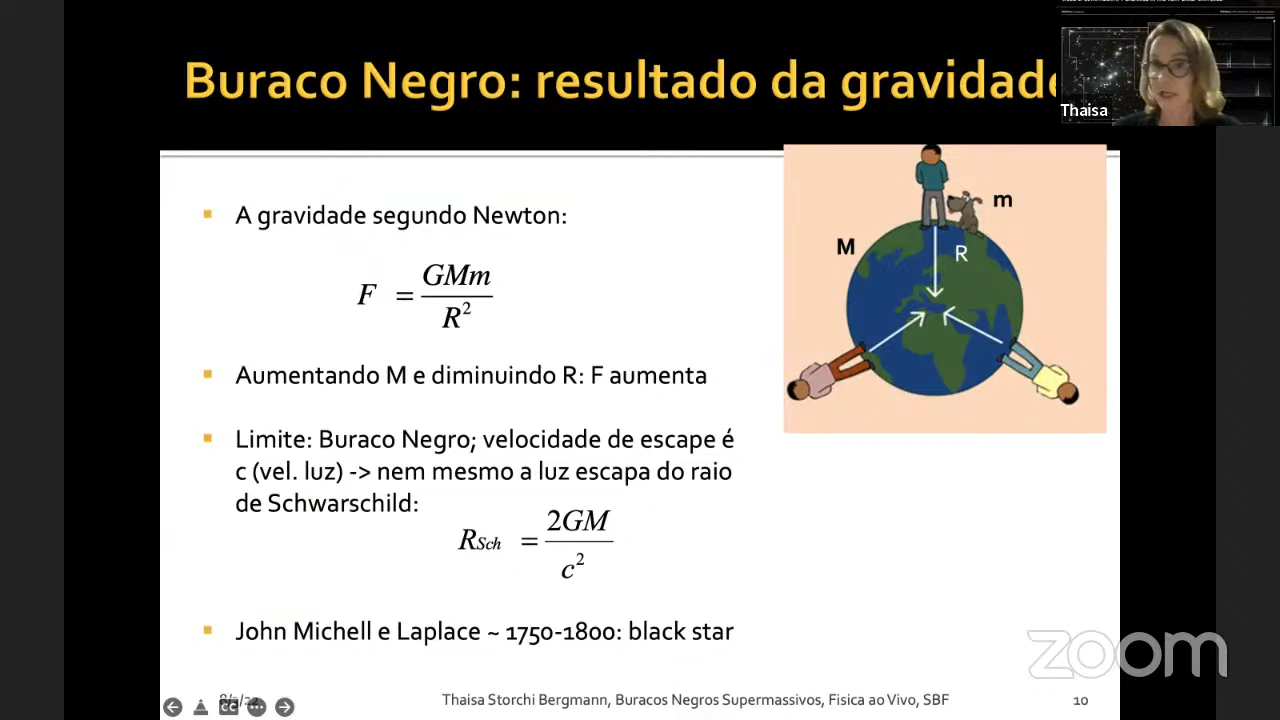 Buraco Negro: resultado da gravidade
Thaisa
A gravidade segundo Newton:
F = GMm / R²
Aumentando M e diminuindo R: F aumenta
Limite: Buraco Negro; velocidade de escape é
c (vel. luz) -> nem mesmo a luz escapa do raio
de Schwarschild:
R_Sch = 2GM / c²
John Michell e Laplace ~ 1750-1800: black star
m
M
R
zoom
CC
Thaisa Storchi Bergmann, Buracos Negros Supermassivos, Fisica ao Vivo, SBF
10